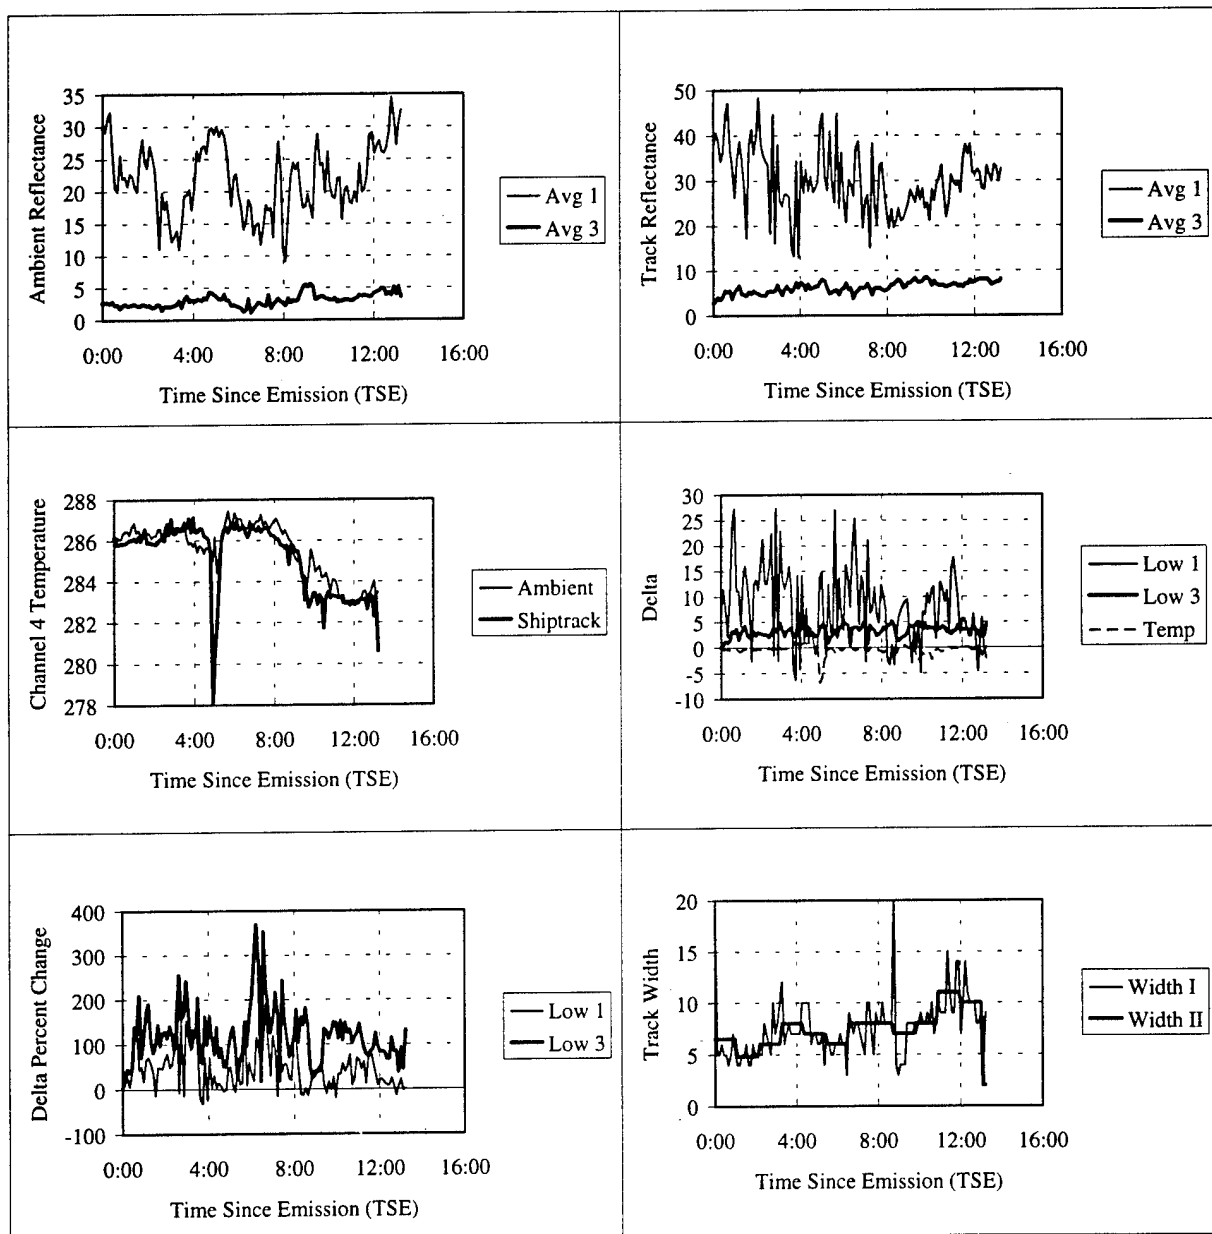 Ambient Reflectance
35
30
25
20
15
10
5
0
0:00 4:00 8:00 12:00 16:00
Time Since Emission (TSE)
Avg 1
Avg 3
Track Reflectance
50
40
30
20
10
0
0:00 4:00 8:00 12:00 16:00
Time Since Emission (TSE)
Avg 1
Avg 3
Channel 4 Temperature
288
286
284
282
280
278
0:00 4:00 8:00 12:00 16:00
Time Since Emission (TSE)
Ambient
Shiptrack
Delta
30
25
20
15
10
5
0
-5
-10
0:00 4:00 8:00 12:00 16:00
Time Since Emission (TSE)
Low 1
Low 3
Temp
Delta Percent Change
400
300
200
100
0
-100
0:00 4:00 8:00 12:00 16:00
Time Since Emission (TSE)
Low 1
Low 3
Track Width
20
15
10
5
0
0:00 4:00 8:00 12:00 16:00
Time Since Emission (TSE)
Width I
Width II